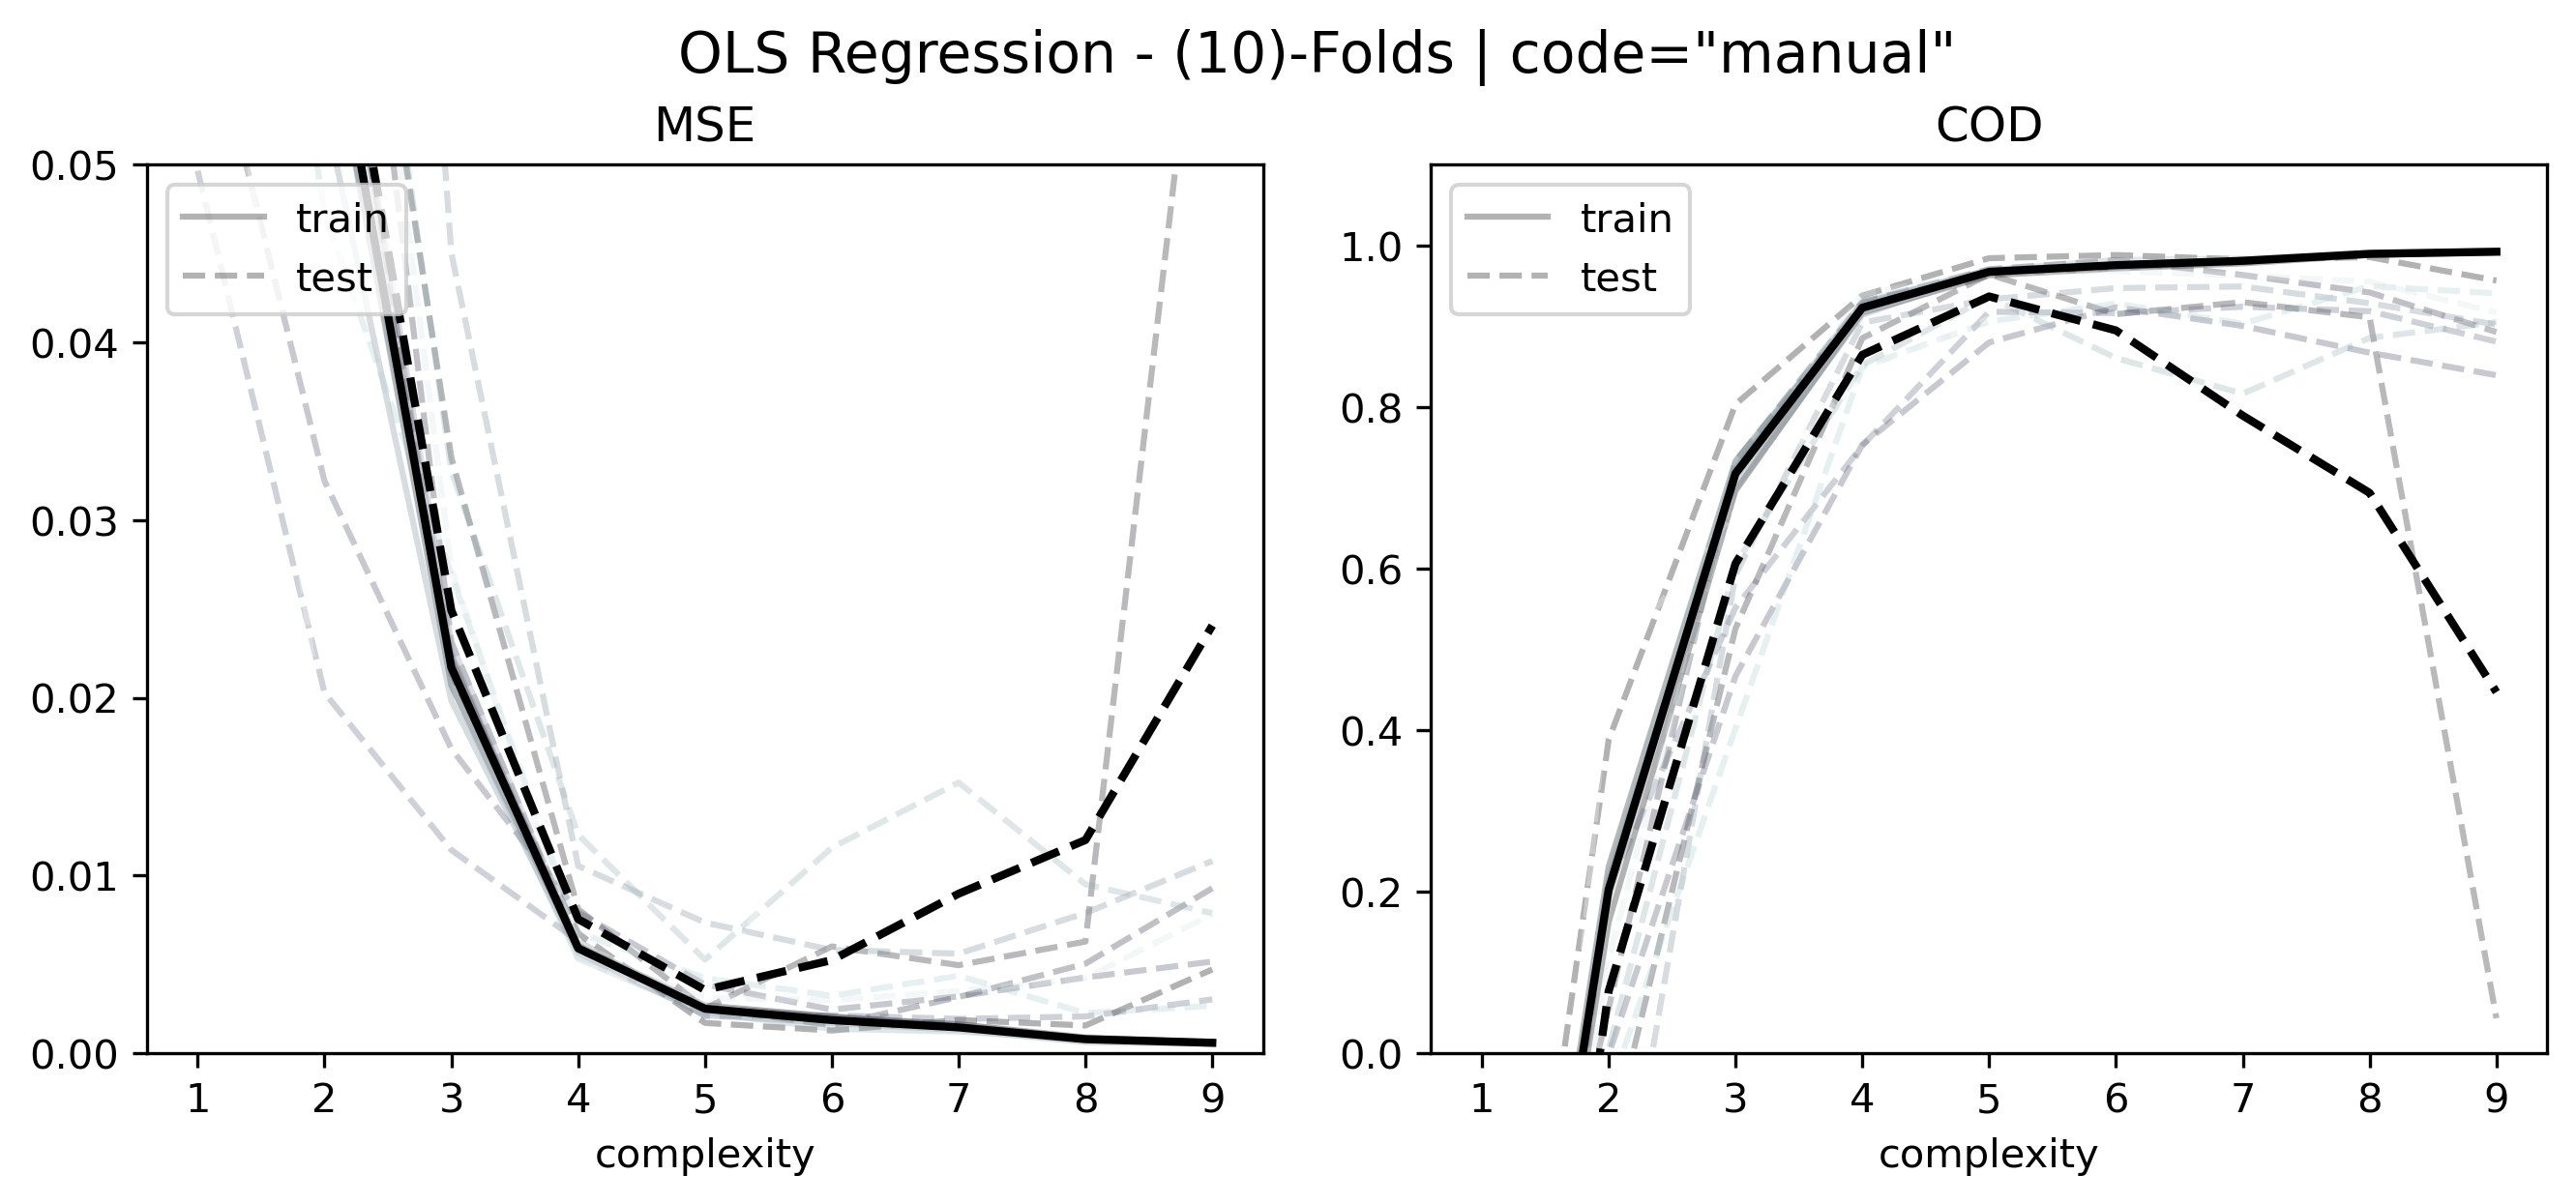 OLS Regression - (10)-Folds | code="manual"
MSE
0.05
0.04
0.03
0.02
0.01
0.00
train
test
1 2 3 4 5 6 7 8 9
complexity
COD
1.0
0.8
0.6
0.4
0.2
0.0
train
test
1 2 3 4 5 6 7 8 9
complexity